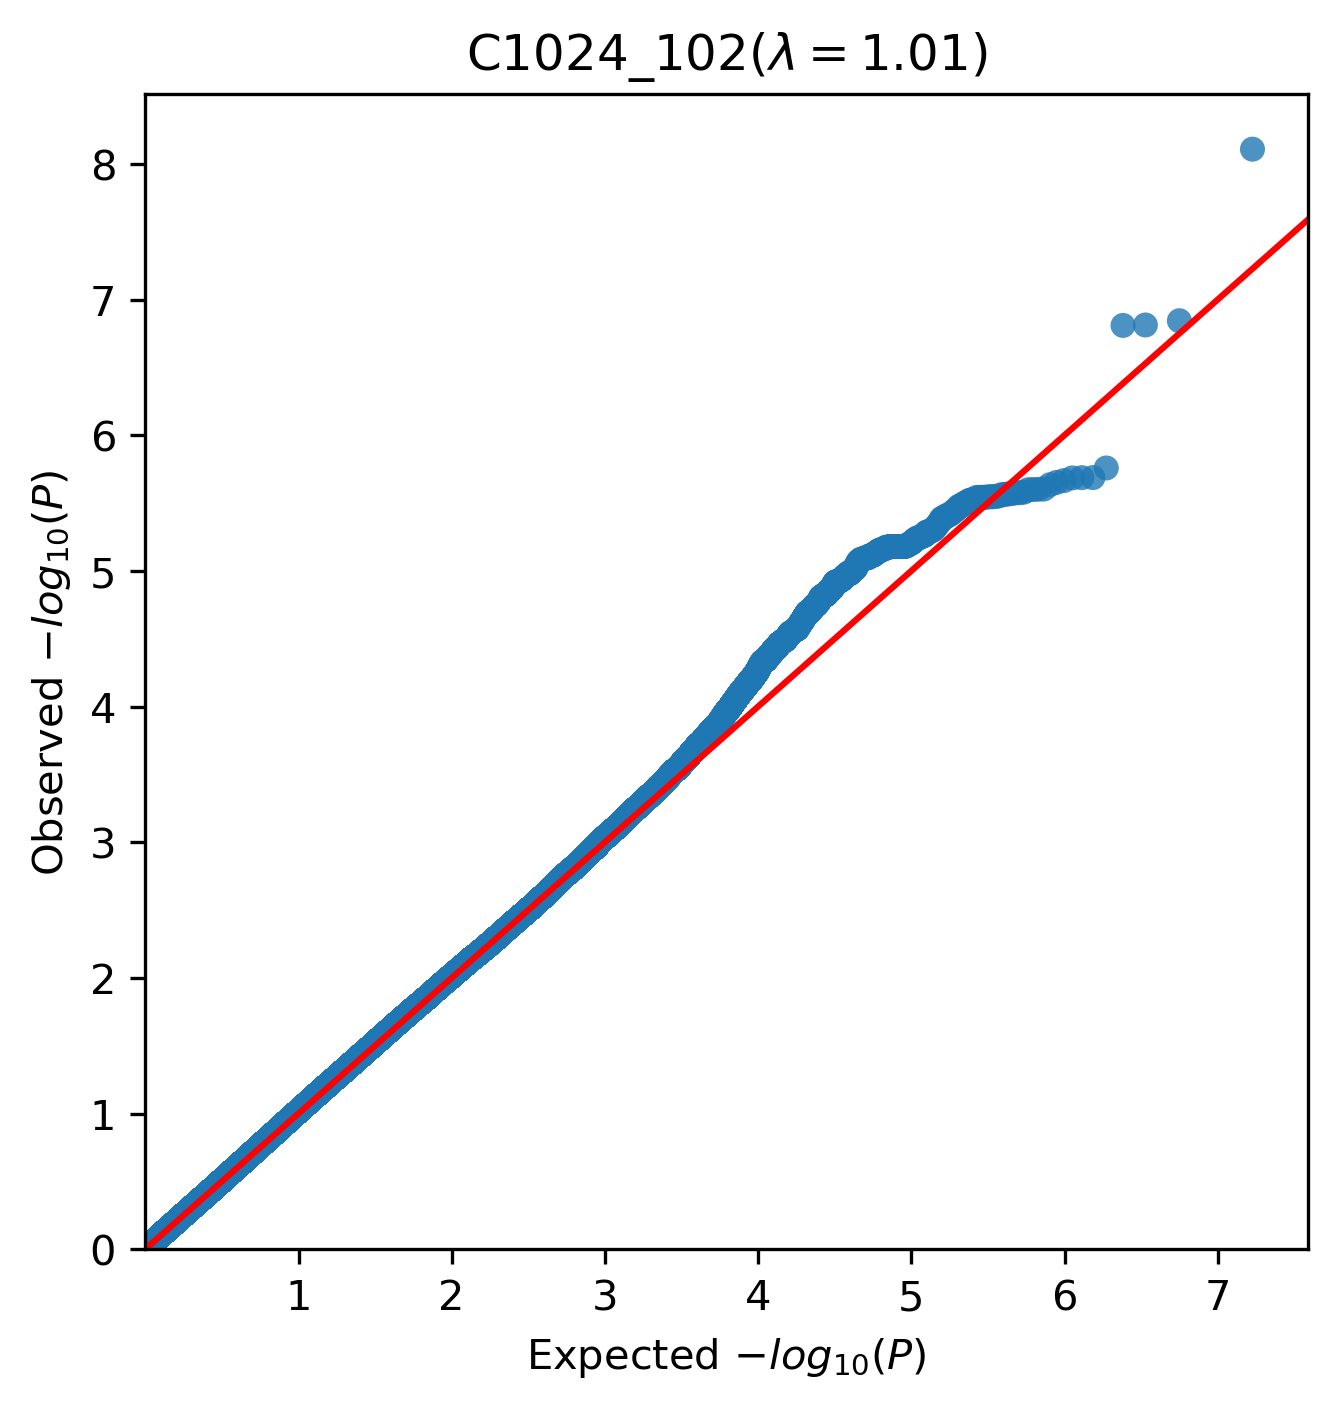 C1024_102(λ = 1.01)
Observed −log₁₀(P)
8
7
6
5
4
3
2
1
0
1 2 3 4 5 6 7
Expected −log₁₀(P)